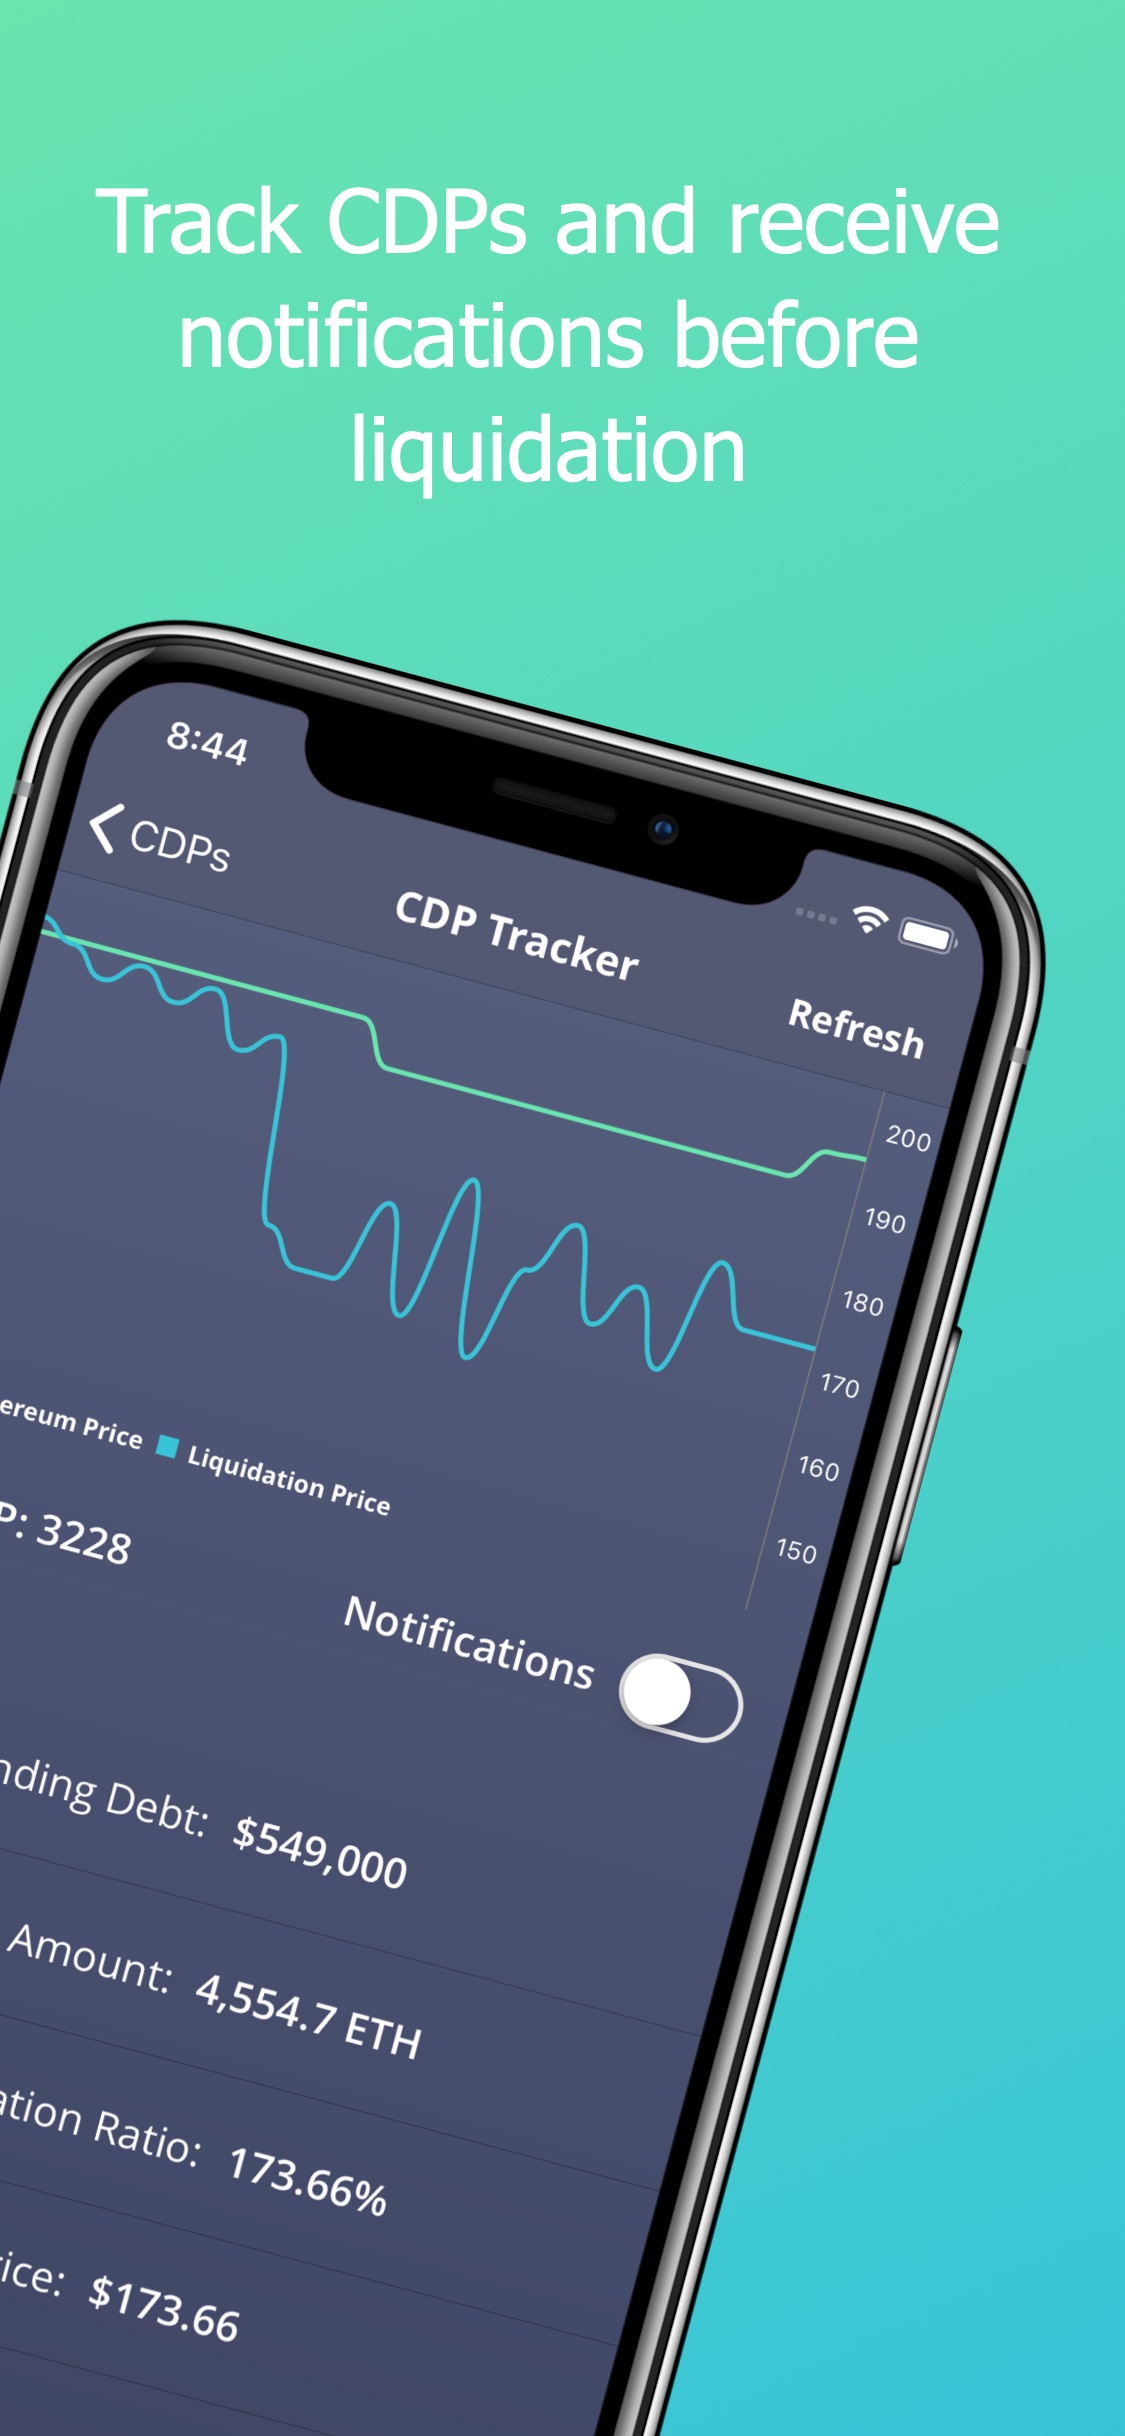 Track CDPs and receive
notifications before
liquidation
8:44
CDPs
CDP Tracker
Refresh
200
190
180
170
160
150
ereum Price Liquidation Price
P: 3228
Notifications
nding Debt: $549,000
Amount: 4,554.7 ETH
ation Ratio: 173.66%
ice: $173.66